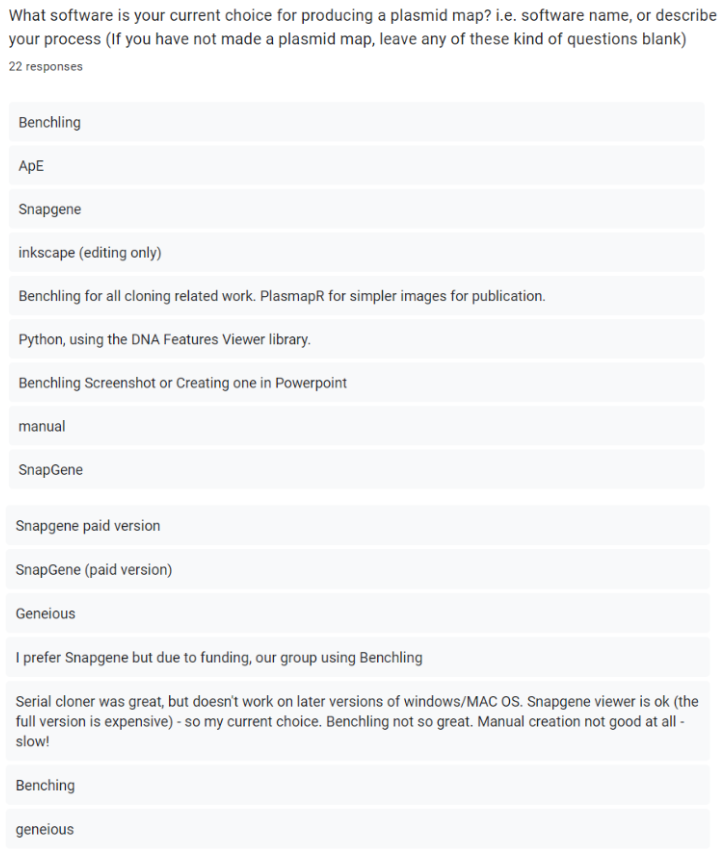 What software is your current choice for producing a plasmid map? i.e. software name, or describe
your process (If you have not made a plasmid map, leave any of these kind of questions blank)
22 responses
Benchling
ApE
Snapgene
inkscape (editing only)
Benchling for all cloning related work. PlasmapR for simpler images for publication.
Python, using the DNA Features Viewer library.
Benchling Screenshot or Creating one in Powerpoint
manual
SnapGene
Snapgene paid version
SnapGene (paid version)
Geneious
I prefer Snapgene but due to funding, our group using Benchling
Serial cloner was great, but doesn't work on later versions of windows/MAC OS. Snapgene viewer is ok (the
full version is expensive) - so my current choice. Benchling not so great. Manual creation not good at all -
slow!
Benching
geneious